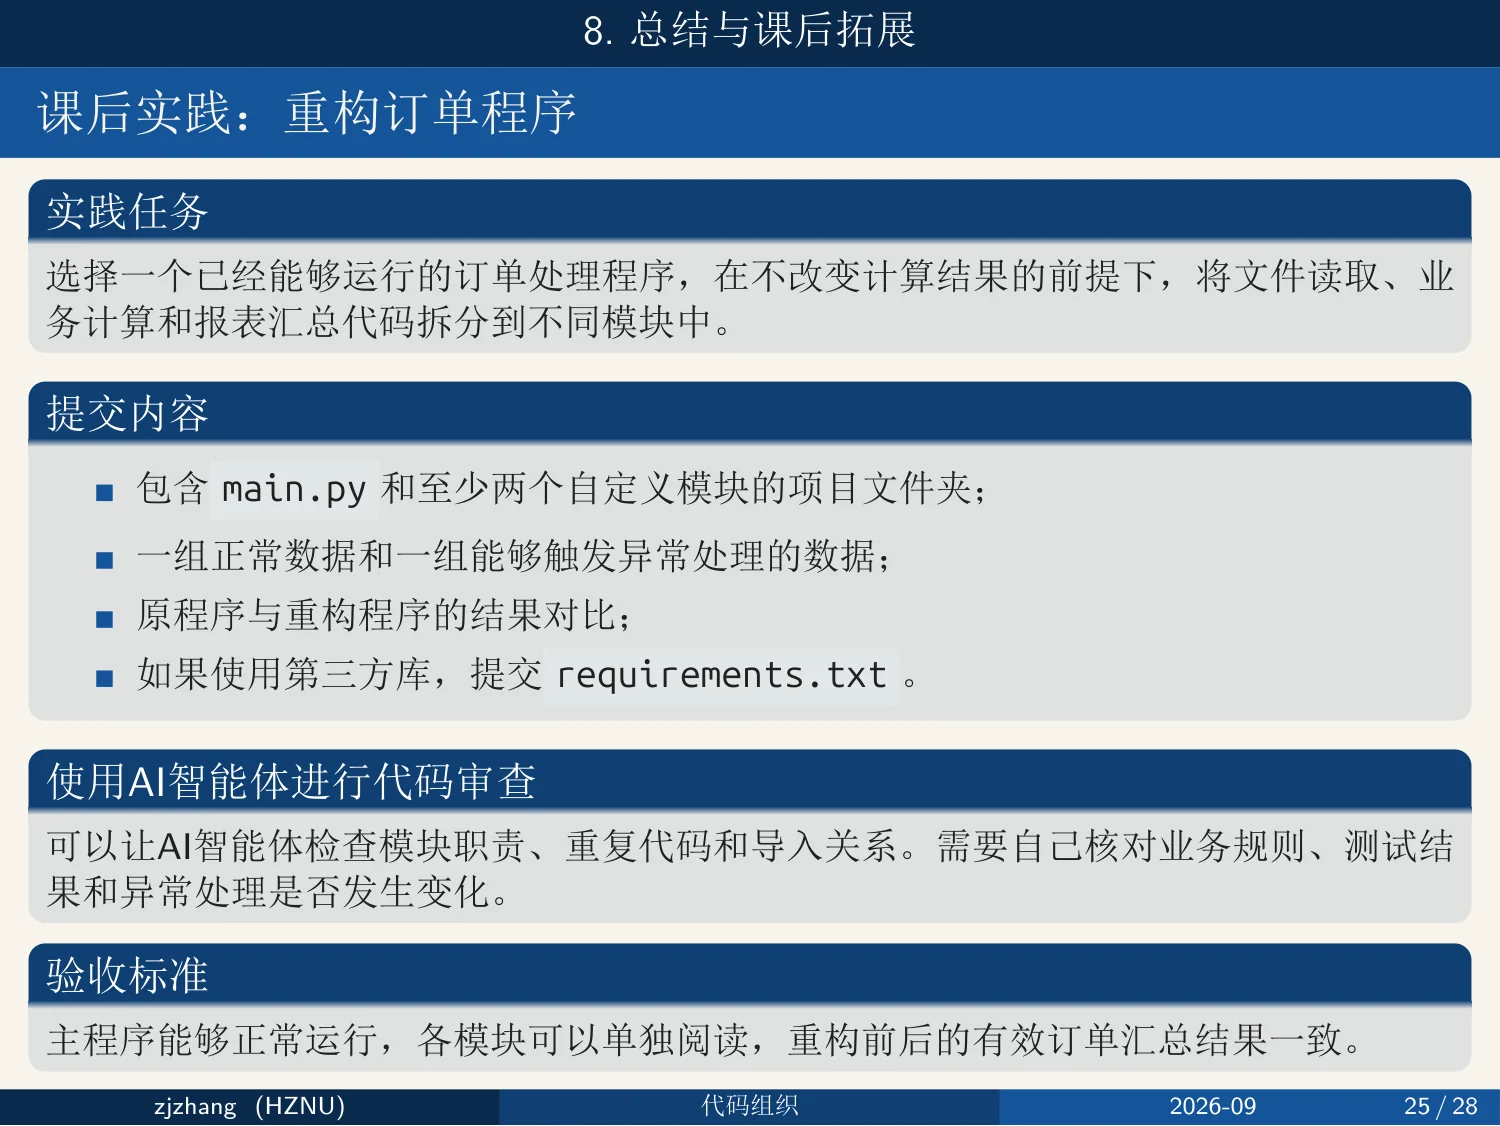 8. 总结与课后拓展
课后实践：重构订单程序
实践任务
选择一个已经能够运行的订单处理程序，在不改变计算结果的前提下，将文件读取、业
务计算和报表汇总代码拆分到不同模块中。
提交内容
包含 main.py 和至少两个自定义模块的项目文件夹；
一组正常数据和一组能够触发异常处理的数据；
原程序与重构程序的结果对比；
如果使用第三方库，提交 requirements.txt 。
使用AI智能体进行代码审查
可以让AI智能体检查模块职责、重复代码和导入关系。需要自己核对业务规则、测试结
果和异常处理是否发生变化。
验收标准
主程序能够正常运行，各模块可以单独阅读，重构前后的有效订单汇总结果一致。
zjzhang (HZNU) 代码组织 2026-09 25 / 28